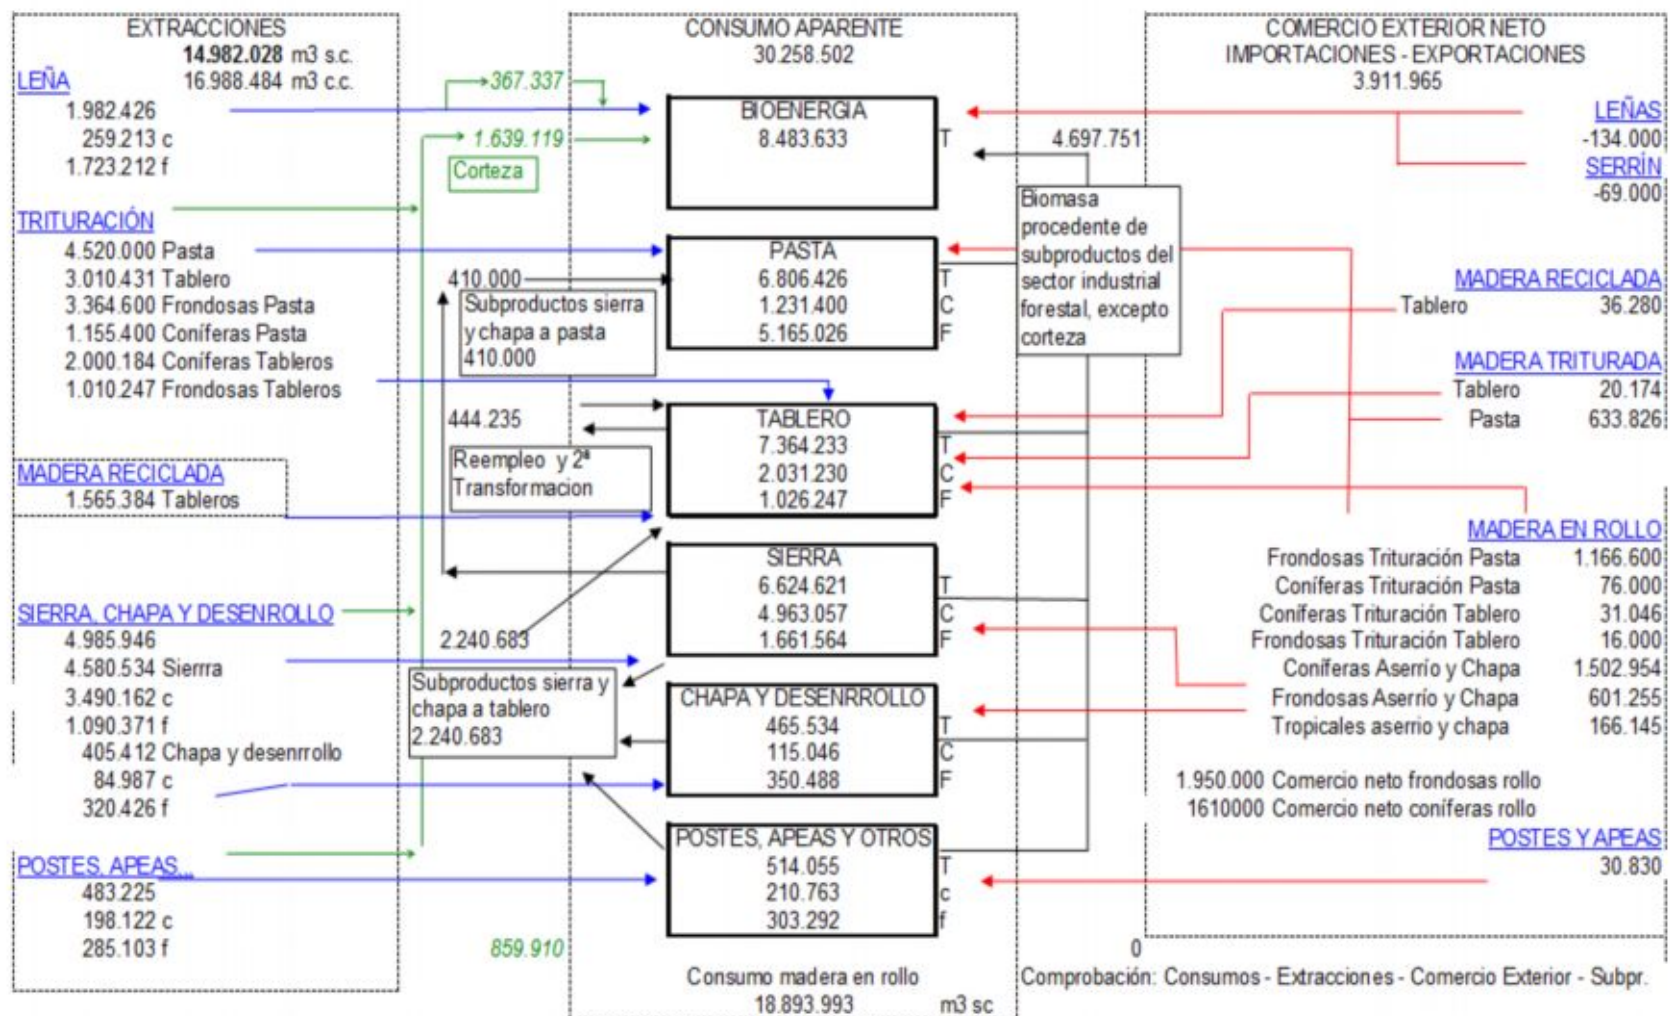 EXTRACCIONES
14.982.028 m3 s.c.
16.988.484 m3 c.c.
LEÑA
1.982.426
259.213 c
1.723.212 f
TRITURACIÓN
4.520.000 Pasta
3.010.431 Tablero
3.364.600 Frondosas Pasta
1.155.400 Coníferas Pasta
2.000.184 Coníferas Tableros
1.010.247 Frondosas Tableros
MADERA RECICLADA
1.565.384 Tableros
SIERRA, CHAPA Y DESENROLLO
4.985.946
4.580.534 Sierrra
3.490.162 c
1.090.371 f
405.412 Chapa y desenrrollo
84.987 c
320.426 f
POSTES, APEAS...
483.225
198.122 c
285.103 f
367.337
1.639.119
Corteza
410.000
Subproductos sierra
y chapa a pasta
410.000
444.235
Reempleo y 2ª
Transformacion
2.240.683
Subproductos sierra y
chapa a tablero
2.240.683
859.910
CONSUMO APARENTE
30.258.502
BIOENERGIA
8.483.633 T
PASTA
6.806.426 T
1.231.400 C
5.165.026 F
TABLERO
7.364.233 T
2.031.230 C
1.026.247 F
SIERRA
6.624.621 T
4.963.057 C
1.661.564 F
CHAPA Y DESENRROLLO
465.534 T
115.046 C
350.488 F
POSTES, APEAS Y OTROS
514.055 T
210.763 c
303.292 f
Consumo madera en rollo
18.893.993 m3 sc
4.697.751
Biomasa
procedente de
subproductos del
sector industrial
forestal, excepto
corteza
COMERCIO EXTERIOR NETO
IMPORTACIONES - EXPORTACIONES
3.911.965
LEÑAS
-134.000
SERRÍN
-69.000
MADERA RECICLADA
Tablero 36.280
MADERA TRITURADA
Tablero 20.174
Pasta 633.826
MADERA EN ROLLO
Frondosas Trituración Pasta 1.166.600
Coníferas Trituración Pasta 76.000
Coníferas Trituración Tablero 31.046
Frondosas Trituración Tablero 16.000
Coníferas Aserrío y Chapa 1.502.954
Frondosas Aserrío y Chapa 601.255
Tropicales aserrio y chapa 166.145
1.950.000 Comercio neto frondosas rollo
1610000 Comercio neto coníferas rollo
POSTES Y APEAS
30.830
0
Comprobación: Consumos - Extracciones - Comercio Exterior - Subpr.